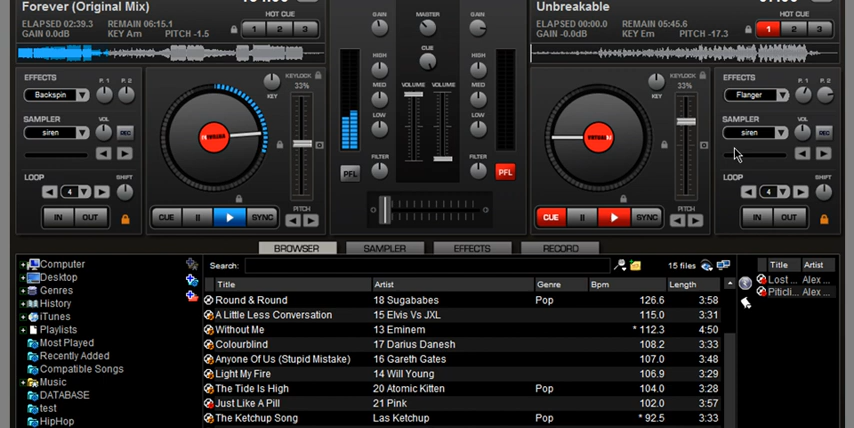 Forever (Original Mix)
ELAPSED 02:39.3 REMAIN 06:15.1
GAIN 0.0dB KEY Am PITCH -1.5
HOT CUE
1 2 3
GAIN MASTER GAIN
Unbreakable
ELAPSED 00:00.0 REMAIN 05:45.6
GAIN -0.0dB KEY Em PITCH -17.3
HOT CUE
1 2 3
EFFECTS P. 1 P. 2
Backspin
SAMPLER VOL
siren REC
LOOP SHIFT
4
IN OUT
KEYLOCK
33%
KEY
CUE SYNC PITCH
CUE
HIGH HIGH
MED VOLUME VOLUME MED
LOW LOW
FILTER FILTER
PFL PFL
KEYLOCK
33%
KEY
CUE SYNC PITCH
EFFECTS P. 1 P. 2
Flanger
SAMPLER VOL
siren REC
LOOP SHIFT
4
IN OUT
BROWSER SAMPLER EFFECTS RECORD
Computer
Desktop
Genres
History
iTunes
Playlists
Most Played
Recently Added
Compatible Songs
Music
DATABASE
test
HipHop
Search: 15 files
Title Artist Genre Bpm Length
Round & Round 18 Sugababes Pop 126.6 3:58
A Little Less Conversation 15 Elvis Vs JXL 115.0 3:31
Without Me 13 Eminem * 112.3 4:50
Colourblind 17 Darius Danesh 108.2 3:33
Anyone Of Us (Stupid Mistake) 16 Gareth Gates 107.0 3:48
Light My Fire 14 Will Young 106.9 3:29
The Tide Is High 20 Atomic Kitten Pop 104.0 3:28
Just Like A Pill 21 Pink 102.0 3:57
The Ketchup Song Las Ketchup Pop * 92.5 3:33
Title Artist
Lost ... Alex ...
Piticli... Alex ...